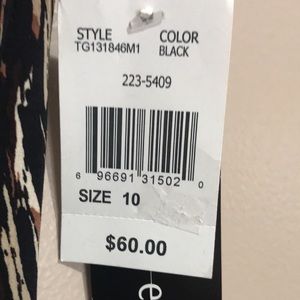 STYLE COLOR
TG131846M1 BLACK
223-5409
6 96691 31502 0
SIZE 10
$60.00
e